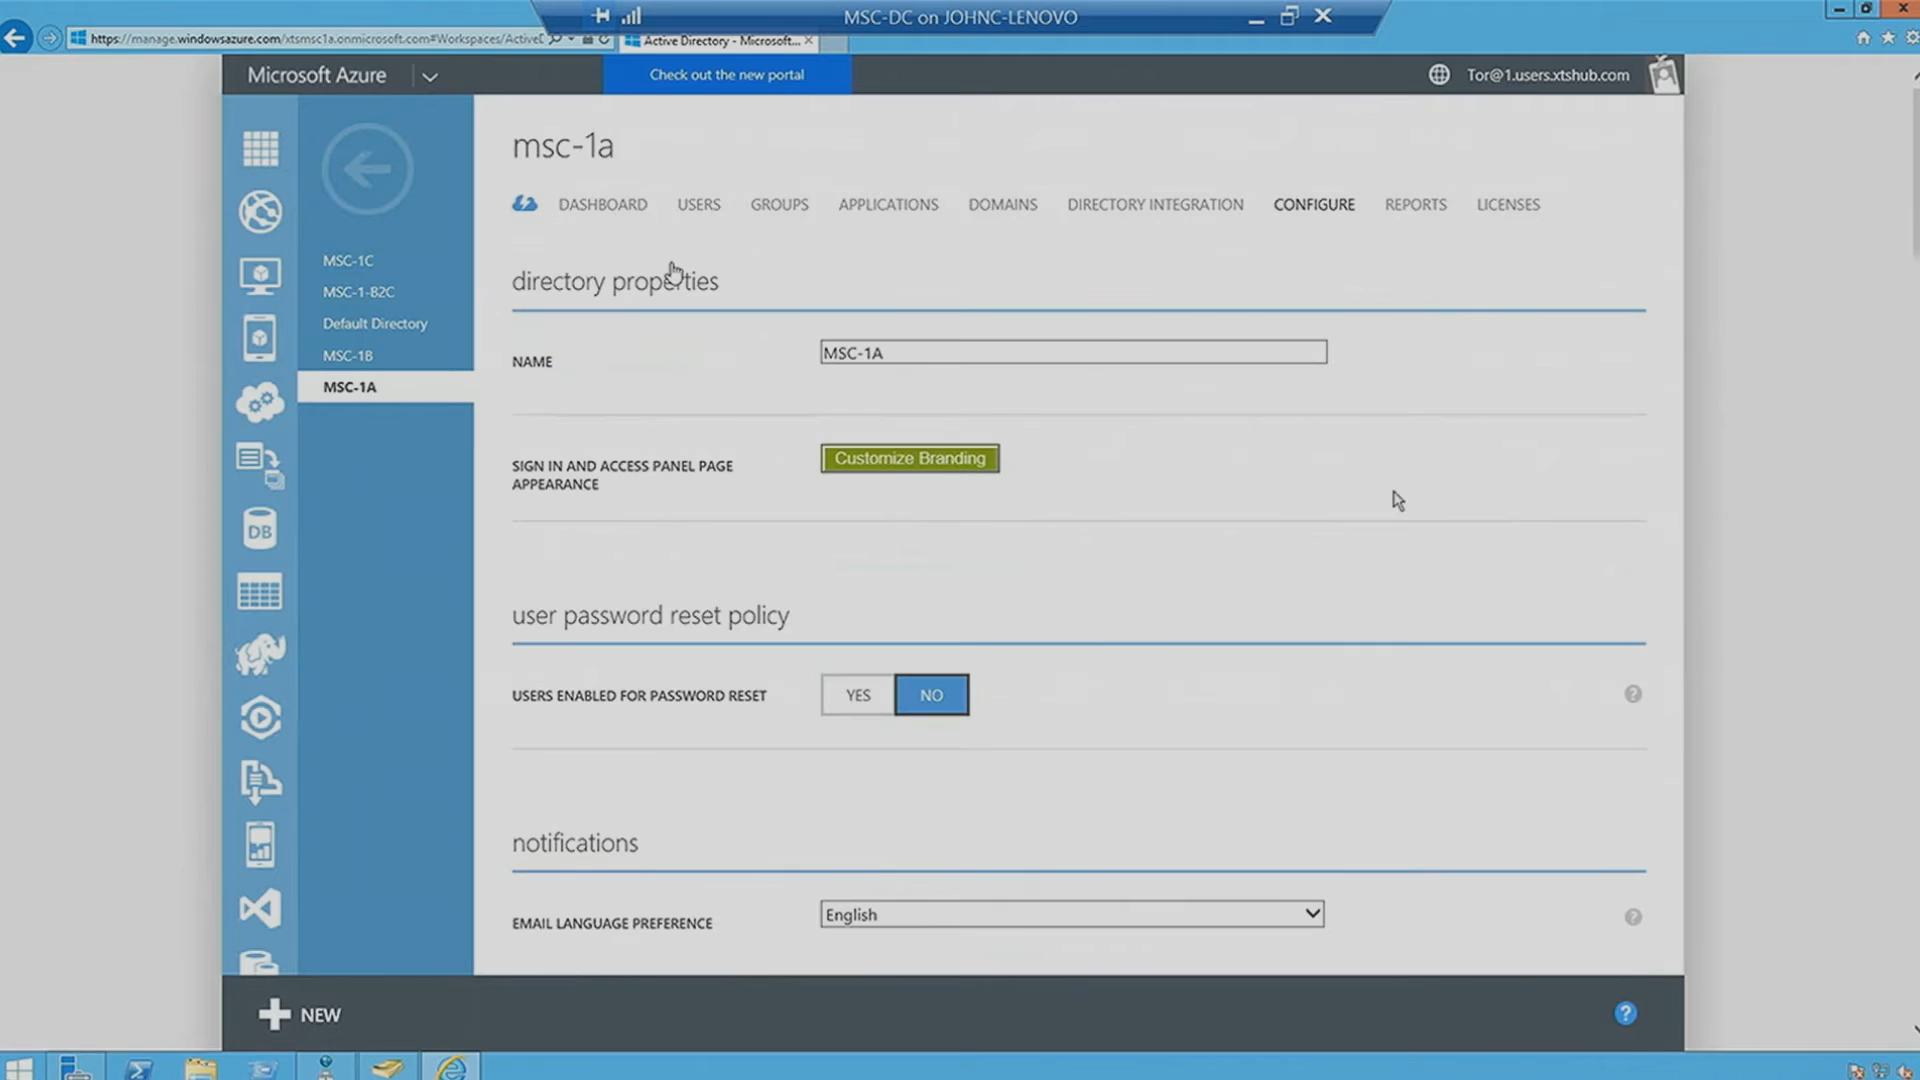 MSC-DC on JOHNC-LENOVO
https://manage.windowsazure.com/xtsmsc1a.onmicrosoft.com#Workspaces/ActiveD
Active Directory - Microsoft...
Microsoft Azure
Check out the new portal
Tor@1.users.xtshub.com
msc-1a
DASHBOARD USERS GROUPS APPLICATIONS DOMAINS DIRECTORY INTEGRATION CONFIGURE REPORTS LICENSES
MSC-1C
MSC-1-B2C
Default Directory
MSC-1B
MSC-1A
DB
directory properties
NAME
MSC-1A
SIGN IN AND ACCESS PANEL PAGE
APPEARANCE
Customize Branding
user password reset policy
USERS ENABLED FOR PASSWORD RESET
YES NO
?
notifications
EMAIL LANGUAGE PREFERENCE
English
?
NEW
?